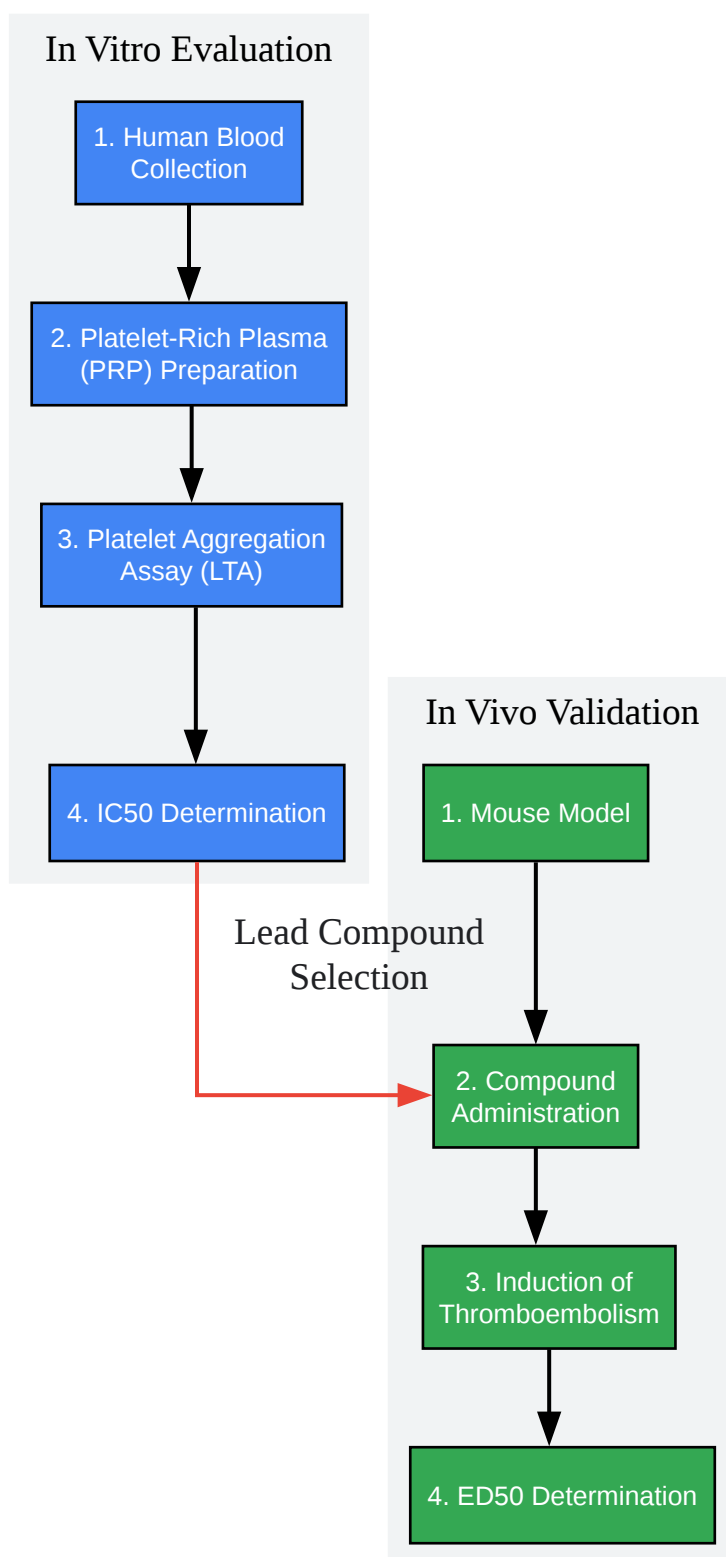 In Vitro Evaluation
1. Human Blood
Collection
2. Platelet-Rich Plasma
(PRP) Preparation
3. Platelet Aggregation
Assay (LTA)
4. IC50 Determination
Lead Compound
Selection
In Vivo Validation
1. Mouse Model
2. Compound
Administration
3. Induction of
Thromboembolism
4. ED50 Determination